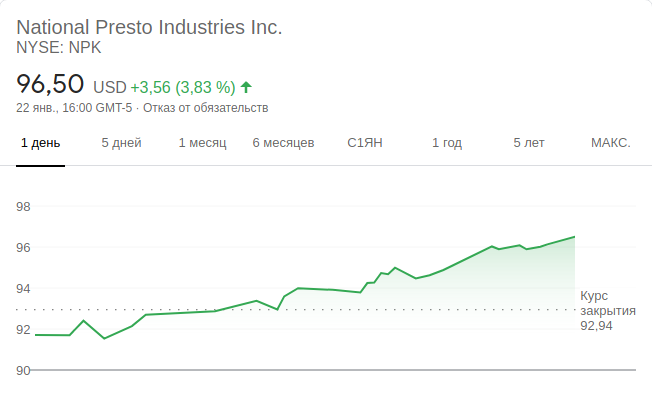 National Presto Industries Inc.
NYSE: NPK
96,50 USD +3,56 (3,83 %)
22 янв., 16:00 GMT-5 · Отказ от обязательств
1 день 5 дней 1 месяц 6 месяцев С1ЯН 1 год 5 лет МАКС.
98
96
94
92
90
Курс
закрытия
92,94